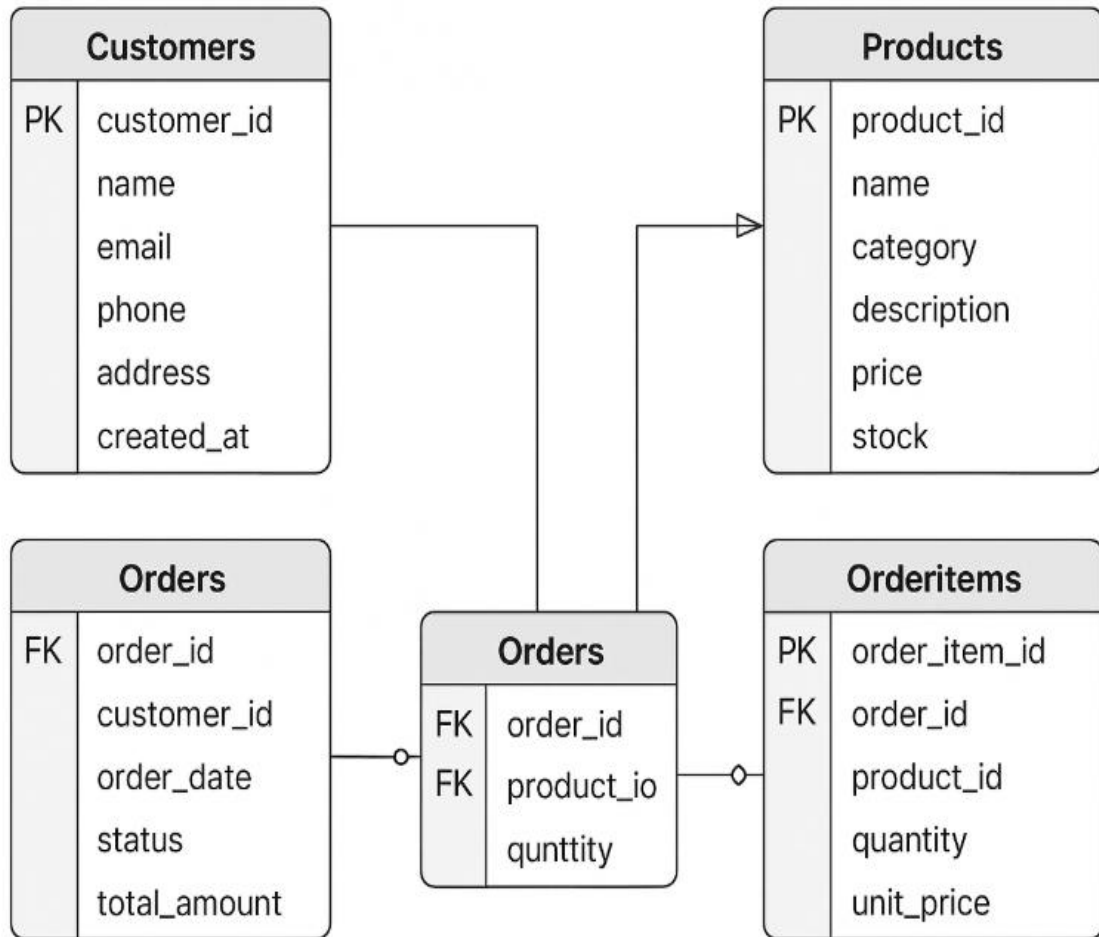 Customers
PK customer_id
name
email
phone
address
created_at
Products
PK product_id
name
category
description
price
stock
Orders
FK order_id
customer_id
order_date
status
total_amount
Orders
FK order_id
FK product_io
qunttity
Orderitems
PK order_item_id
FK order_id
product_id
quantity
unit_price